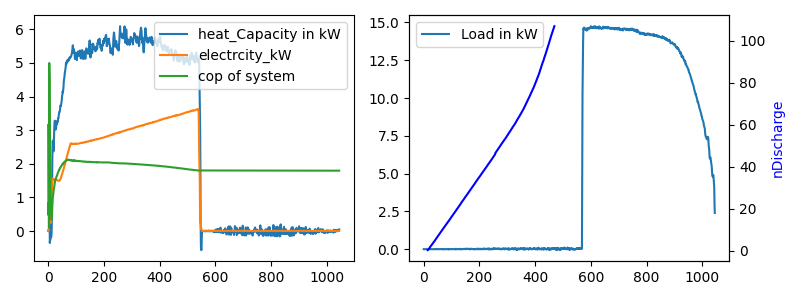 heat_Capacity in kW
electrcity_kW
cop of system
6
5
4
3
2
1
0
0 200 400 600 800 1000
Load in kW
15.0
12.5
10.0
7.5
5.0
2.5
0.0
0 200 400 600 800 1000
100
80
60
40
20
0
nDischarge